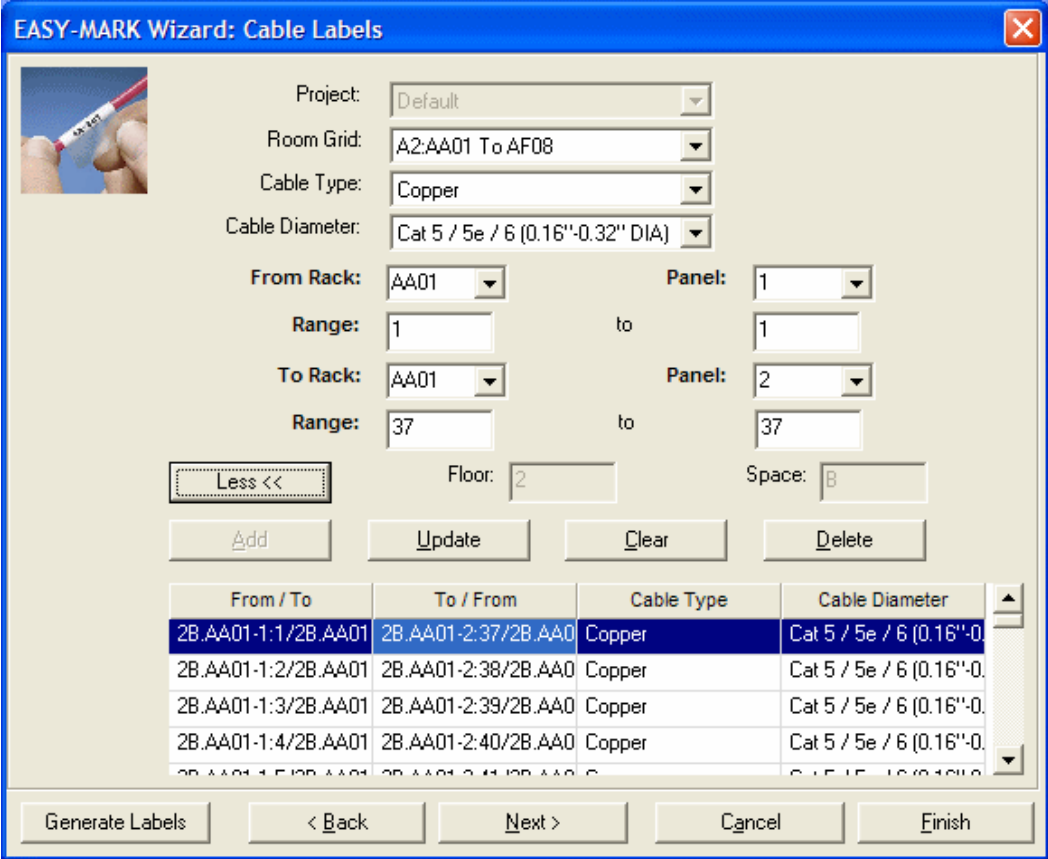 EASY-MARK Wizard: Cable Labels
Project: Default
Room Grid: A2:AA01 To AF08
Cable Type: Copper
Cable Diameter: Cat 5 / 5e / 6 (0.16"-0.32" DIA)
From Rack: AA01 Panel: 1
Range: 1 to 1
To Rack: AA01 Panel: 2
Range: 37 to 37
Less << Floor: 2 Space: B
Add Update Clear Delete
From / To To / From Cable Type Cable Diameter
2B.AA01-1:1/2B.AA01 2B.AA01-2:37/2B.AA0 Copper Cat 5 / 5e / 6 (0.16"-0.
2B.AA01-1:2/2B.AA01 2B.AA01-2:38/2B.AA0 Copper Cat 5 / 5e / 6 (0.16"-0.
2B.AA01-1:3/2B.AA01 2B.AA01-2:39/2B.AA0 Copper Cat 5 / 5e / 6 (0.16"-0.
2B.AA01-1:4/2B.AA01 2B.AA01-2:40/2B.AA0 Copper Cat 5 / 5e / 6 (0.16"-0.
Generate Labels < Back Next > Cancel Finish